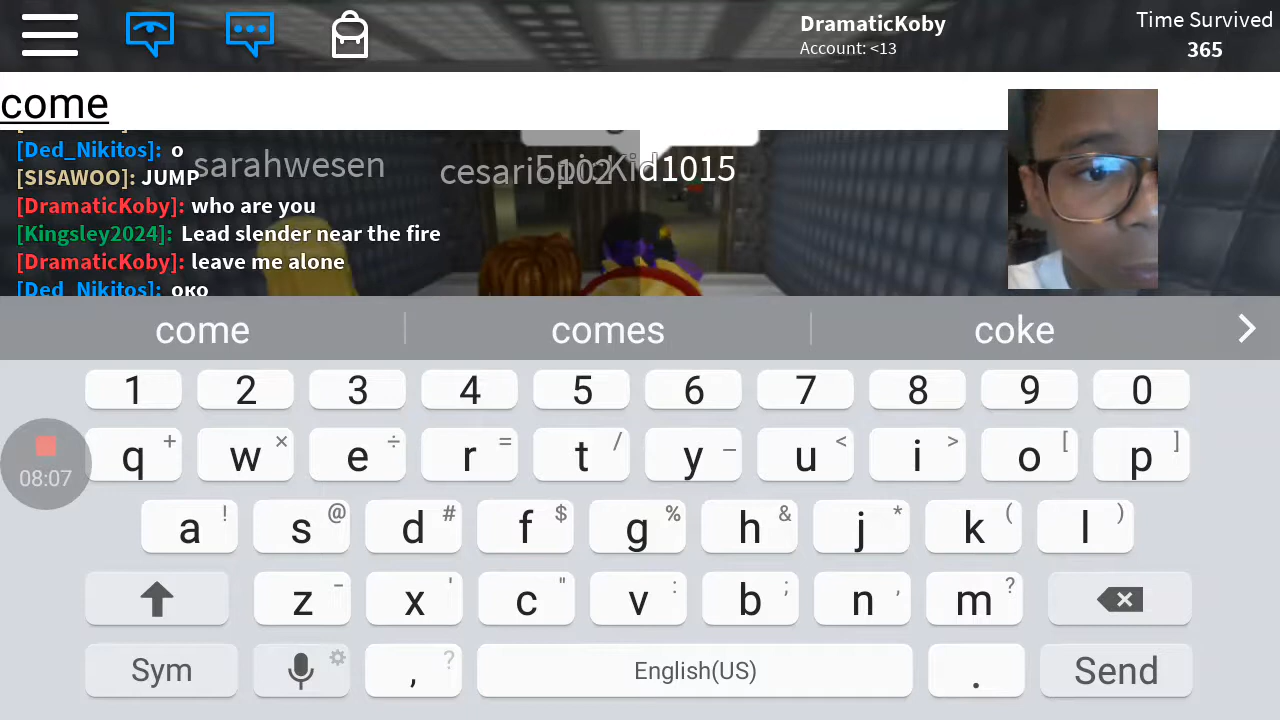 DramaticKoby
Account: <13
Time Survived
365
come
[Ded_Nikitos]: o
[SISAWOO]: JUMP
[DramaticKoby]: who are you
[Kingsley2024]: Lead slender near the fire
[DramaticKoby]: leave me alone
[Ded_Nikitos]: око
sarahwesen
come comes coke
08:07
1 2 3 4 5 6 7 8 9 0
q + w × e ÷ r = t / y _ u < i > o [ p ]
a ! s @ d # f $ g % h & j * k ( l )
z - x ' c " v : b ; n , m ?
Sym , ? English(US) . Send